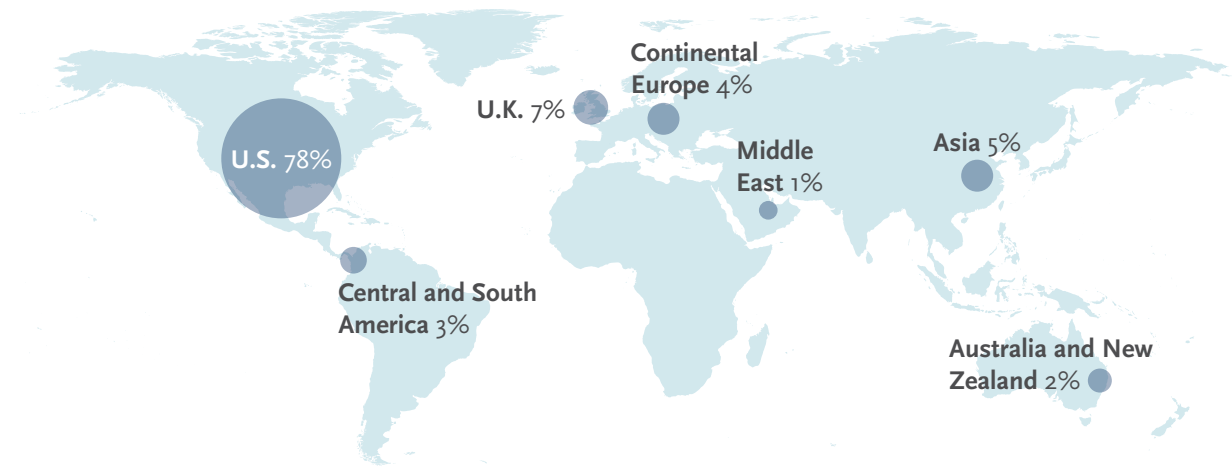 Continental
Europe 4%
U.K. 7%
U.S. 78%
Middle
East 1%
Asia 5%
Central and South
America 3%
Australia and New
Zealand 2%